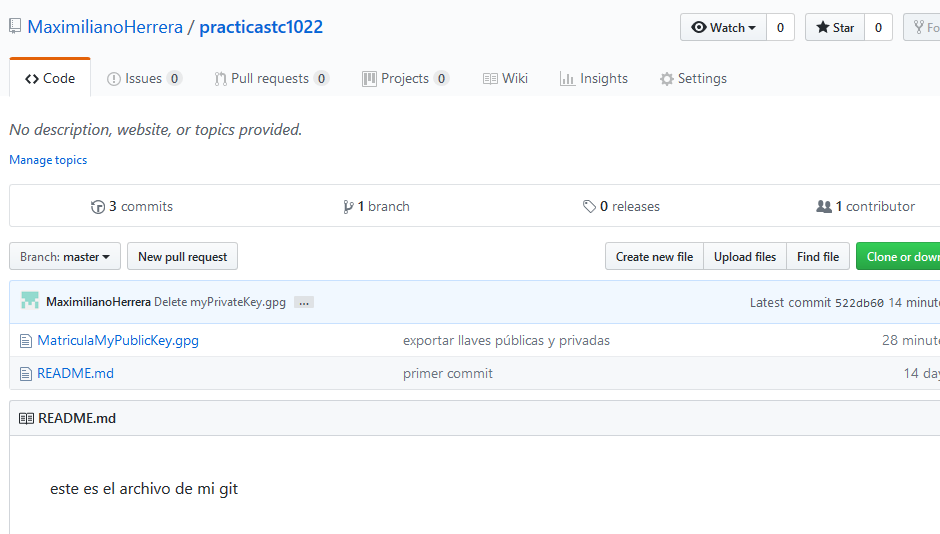 MaximilianoHerrera / practicastc1022 Watch 0 Star 0 Fo
Code Issues 0 Pull requests 0 Projects 0 Wiki Insights Settings
No description, website, or topics provided.
Manage topics
3 commits 1 branch 0 releases 1 contributor
Branch: master New pull request Create new file Upload files Find file Clone or down
MaximilianoHerrera Delete myPrivateKey.gpg ... Latest commit 522db60 14 minut
MatriculaMyPublicKey.gpg exportar llaves públicas y privadas 28 minut
README.md primer commit 14 day
README.md
este es el archivo de mi git